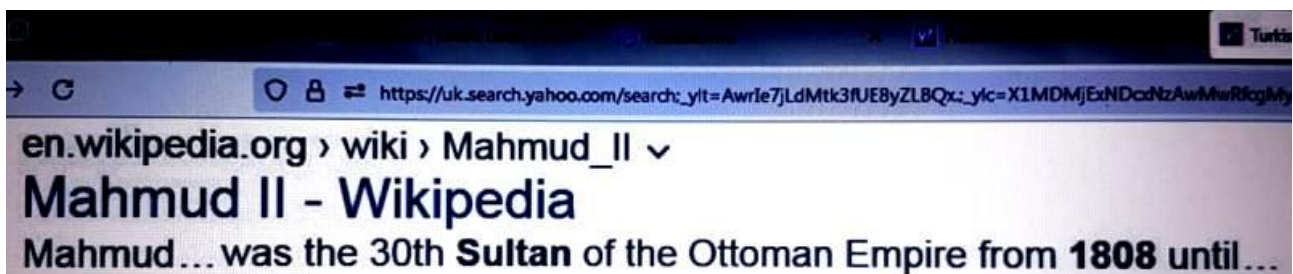 Turkis
https://uk.search.yahoo.com/search;_ylt=AwrIe7jLdMtk3fUEByZLBQx.;_ylc=X1MDMjExNDcxNzAwMwRfcgMy
en.wikipedia.org › wiki › Mahmud_II
Mahmud II - Wikipedia
Mahmud... was the 30th Sultan of the Ottoman Empire from 1808 until...